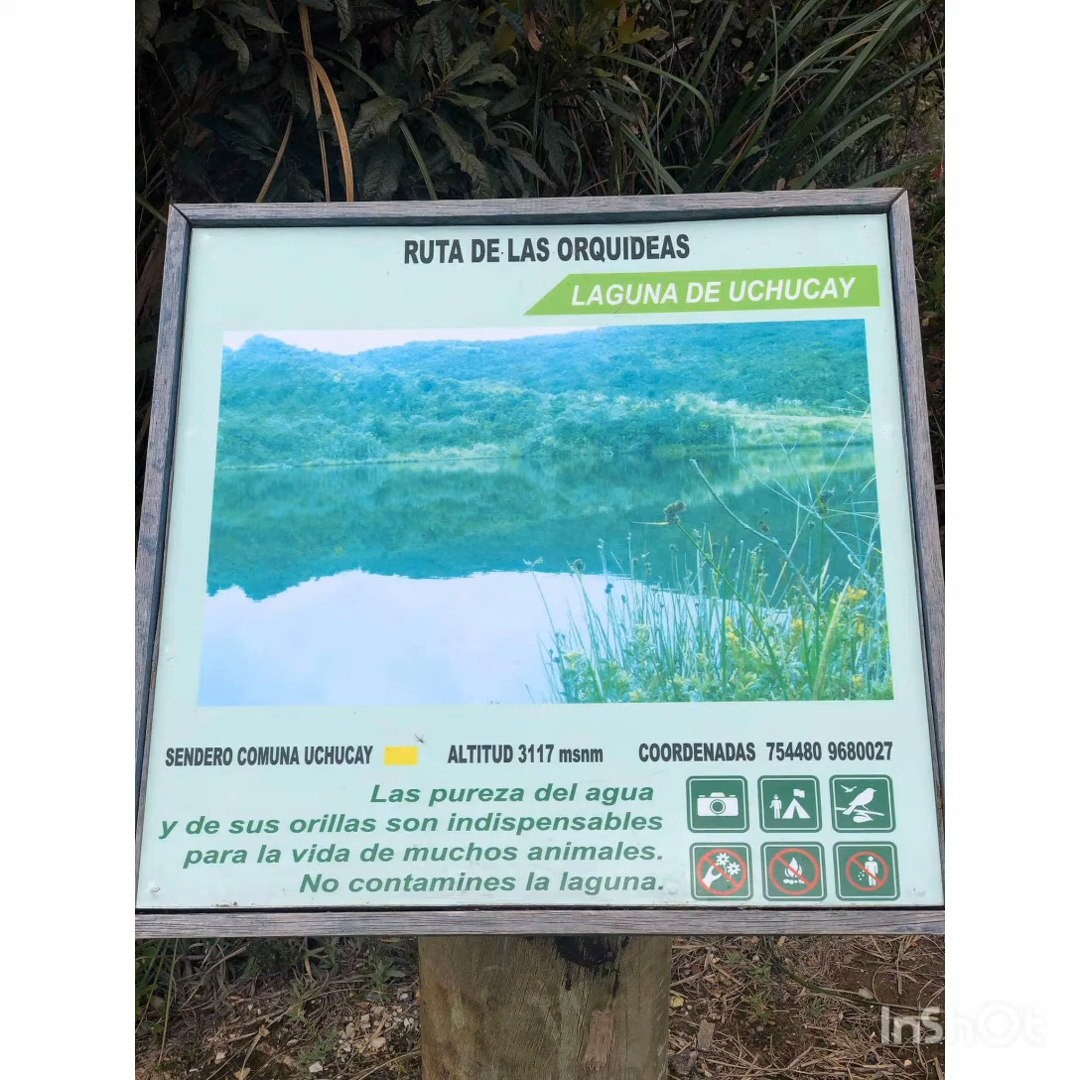 RUTA DE LAS ORQUIDEAS
LAGUNA DE UCHUCAY
SENDERO COMUNA UCHUCAY ALTITUD 3117 msnm COORDENADAS 754480 9680027
Las pureza del agua
y de sus orillas son indispensables
para la vida de muchos animales.
No contamines la laguna.
InShOt